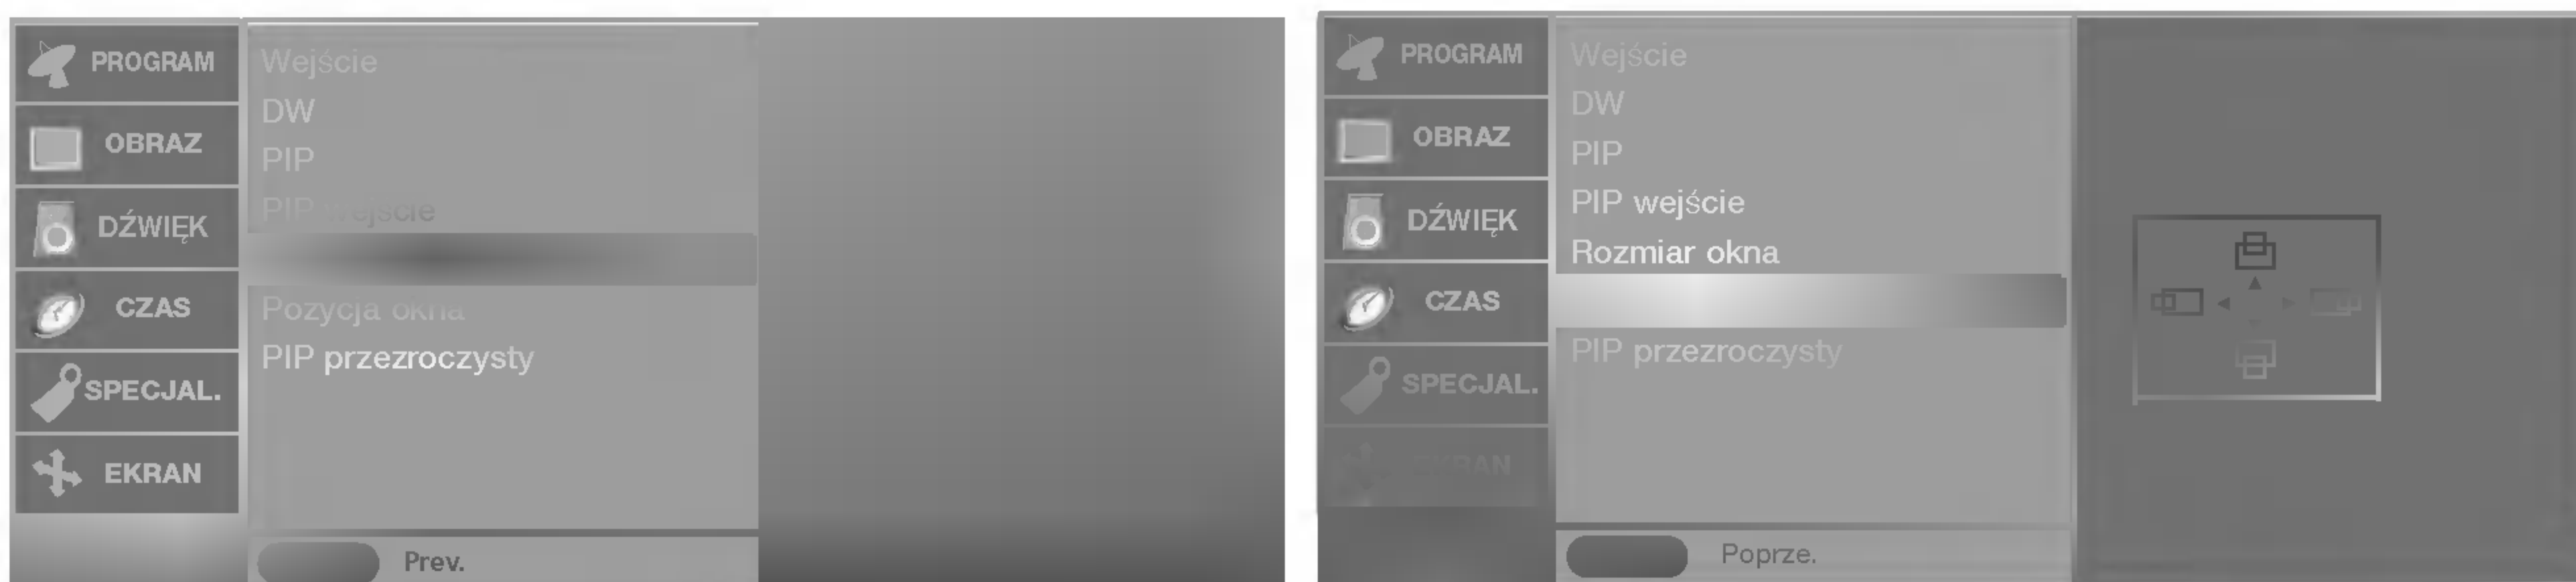 PROGRAM
OBRAZ
DŹWIĘK
CZAS
SPECJAL.
EKRAN
Wejście
DW
PIP
PIP wejście
Pozycja okna
PIP przezroczysty
Prev.
PROGRAM
OBRAZ
DŹWIĘK
CZAS
SPECJAL.
EKRAN
Wejście
DW
PIP
PIP wejście
Rozmiar okna
PIP przezroczysty
Poprze.